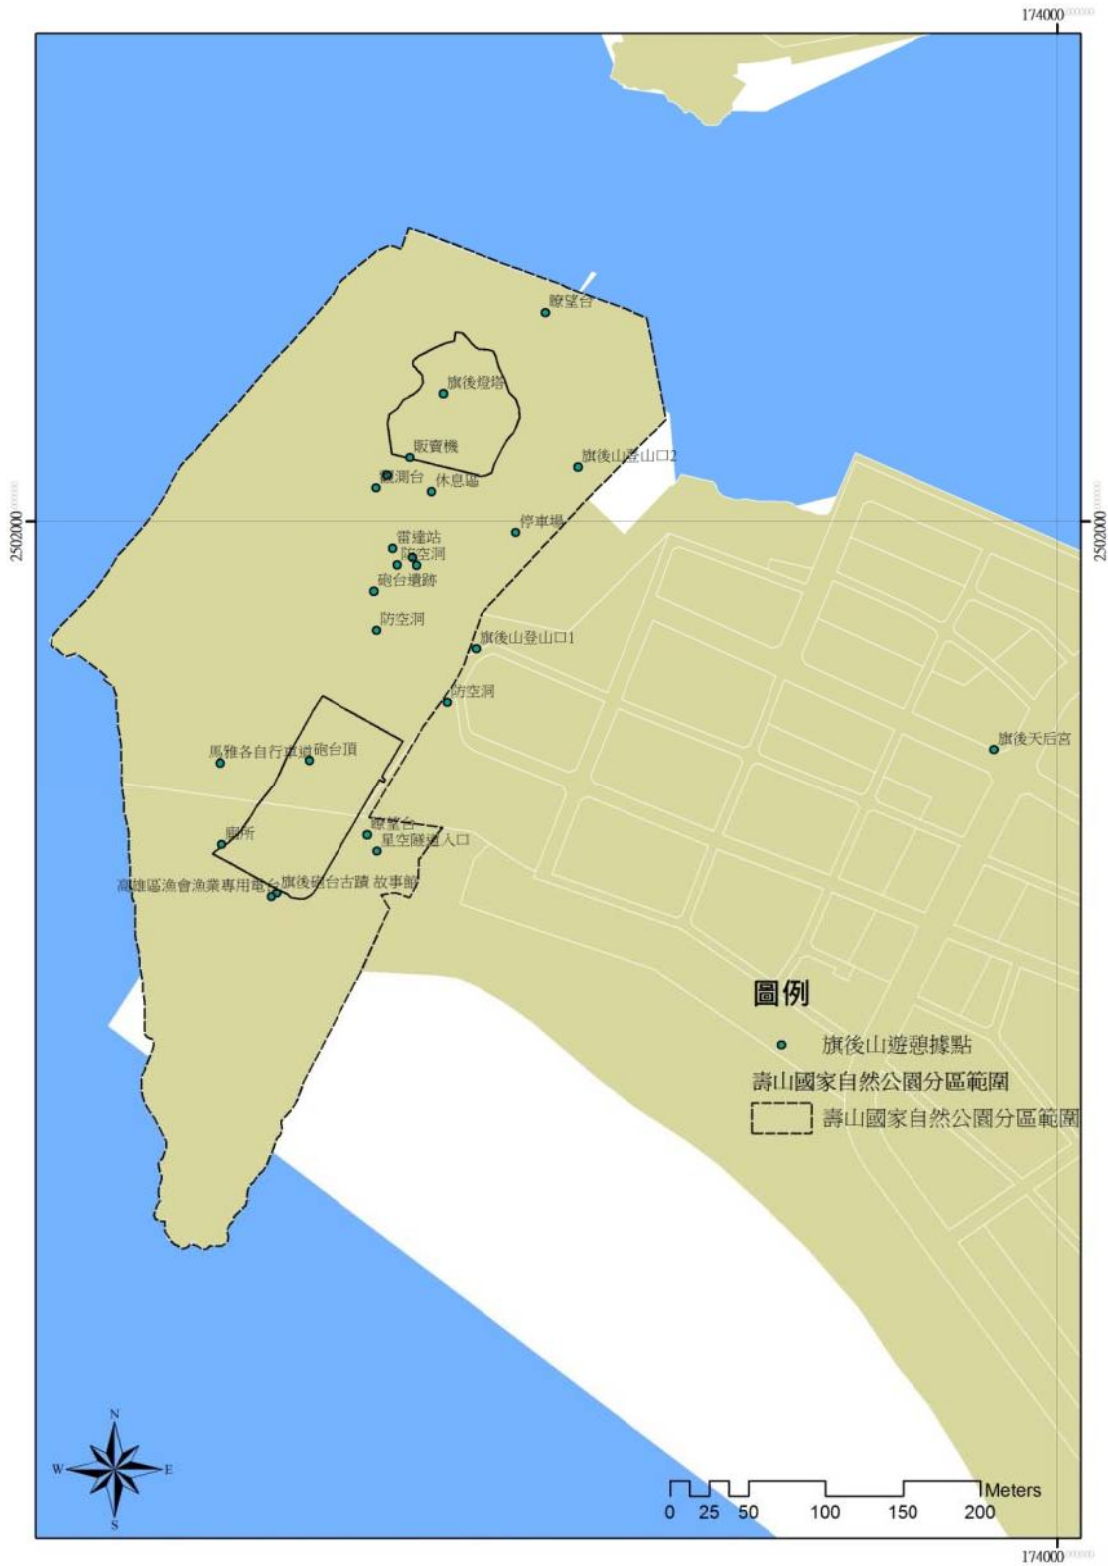 174000.000000
瞭望台
旗後燈塔
販賣機
旗後山登山口2
觀測台
休息區
2502000.000000
2502000.000000
停車場
雷達站
防空洞
砲台遺跡
防空洞
旗後山登山口1
防空洞
旗後天后宮
馬雅各自行車道
砲台頂
瞭望台
廁所
星空隧道入口
高雄區漁會漁業專用電台
旗後砲台古蹟 故事館
圖例
旗後山遊憩據點
壽山國家自然公園分區範圍
壽山國家自然公園分區範圍
N
W
E
S
Meters
0 25 50 100 150 200
174000.000000